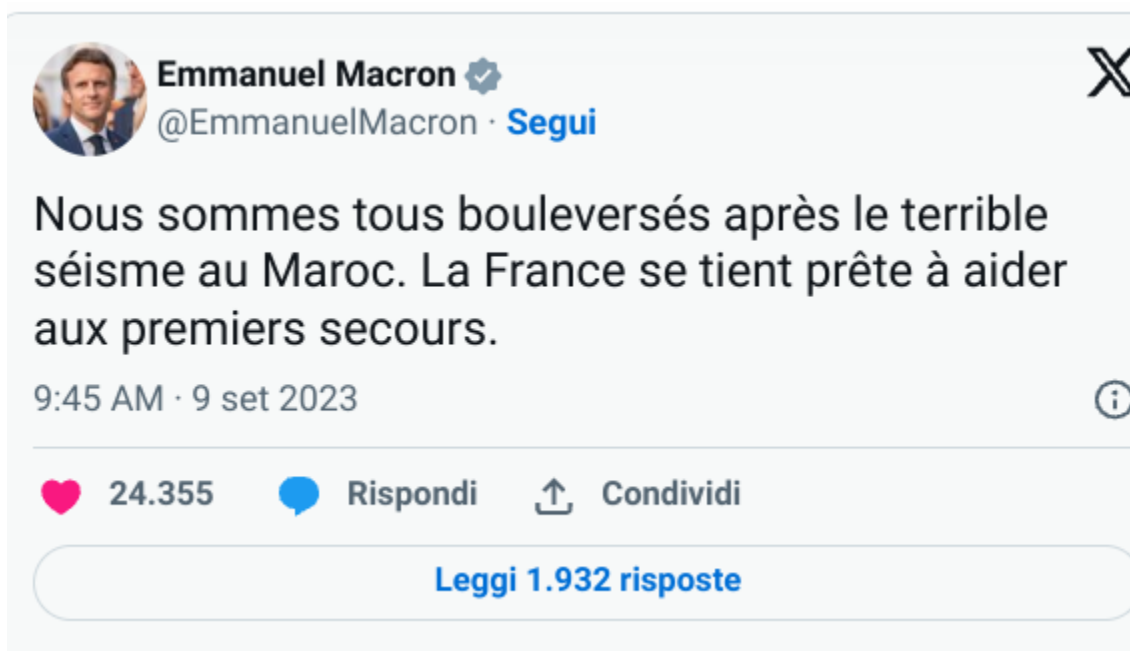 Emmanuel Macron
@EmmanuelMacron · Segui
Nous sommes tous bouleversés après le terrible
séisme au Maroc. La France se tient prête à aider
aux premiers secours.
9:45 AM · 9 set 2023
24.355 Rispondi Condividi
Leggi 1.932 risposte